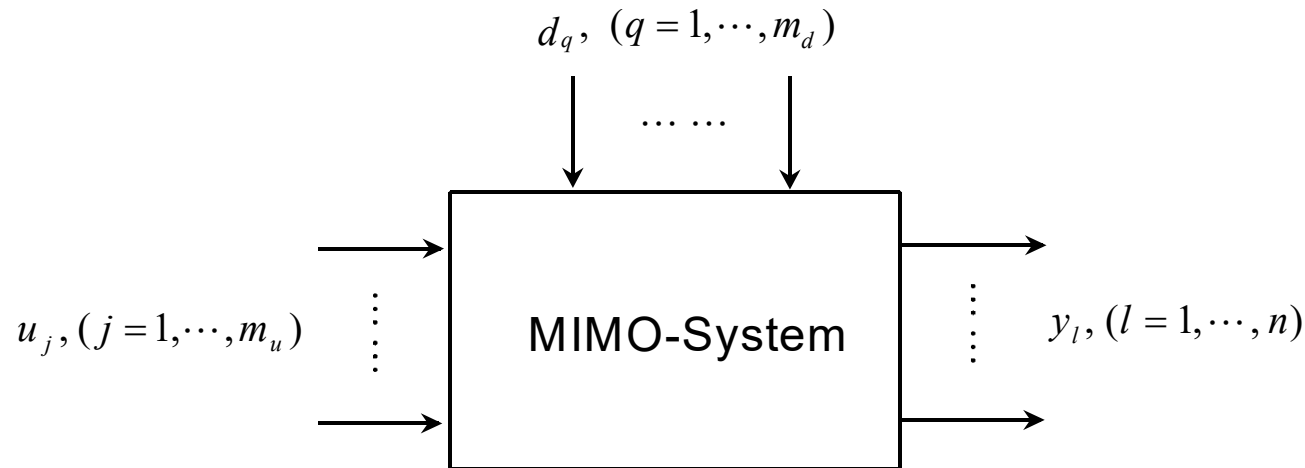 d_q, (q = 1,⋯, m_d)
⋯ ⋯
u_j, (j = 1,⋯, m_u)
MIMO-System
y_l, (l = 1,⋯, n)